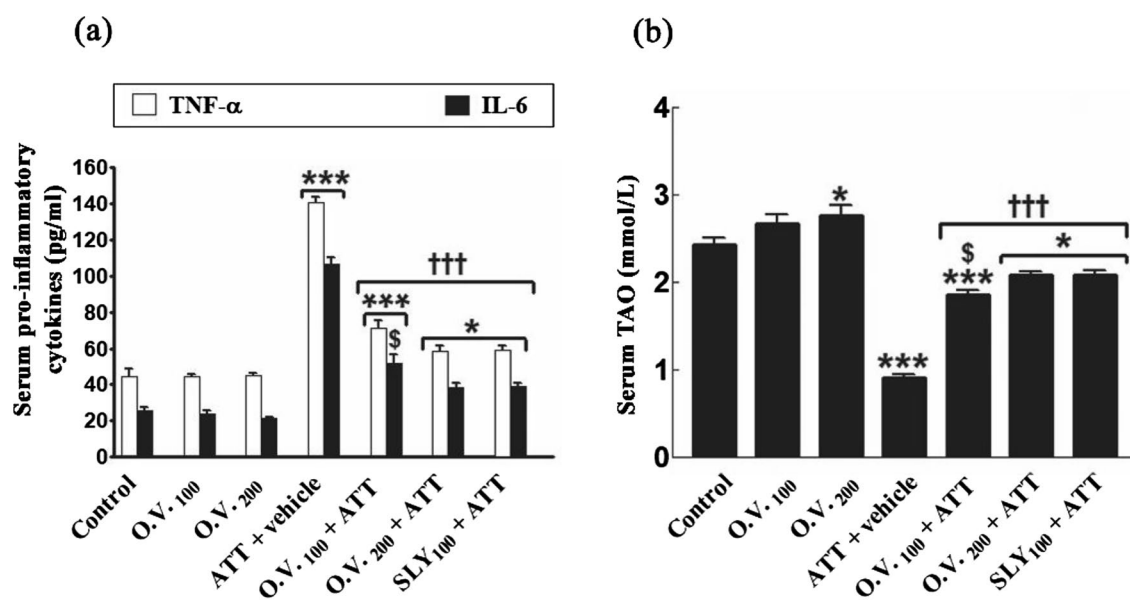 (a)
TNF-α IL-6
Serum pro-inflammatory
cytokines (pg/ml)
160
140
120
100
80
60
40
20
0
***
***
$
†††
*
Control
O.V. 100
O.V. 200
ATT + vehicle
O.V. 100 + ATT
O.V. 200 + ATT
SLY100 + ATT
(b)
Serum TAO (mmol/L)
4
3
2
1
0
*
***
$
***
†††
*
Control
O.V. 100
O.V. 200
ATT + vehicle
O.V. 100 + ATT
O.V. 200 + ATT
SLY100 + ATT